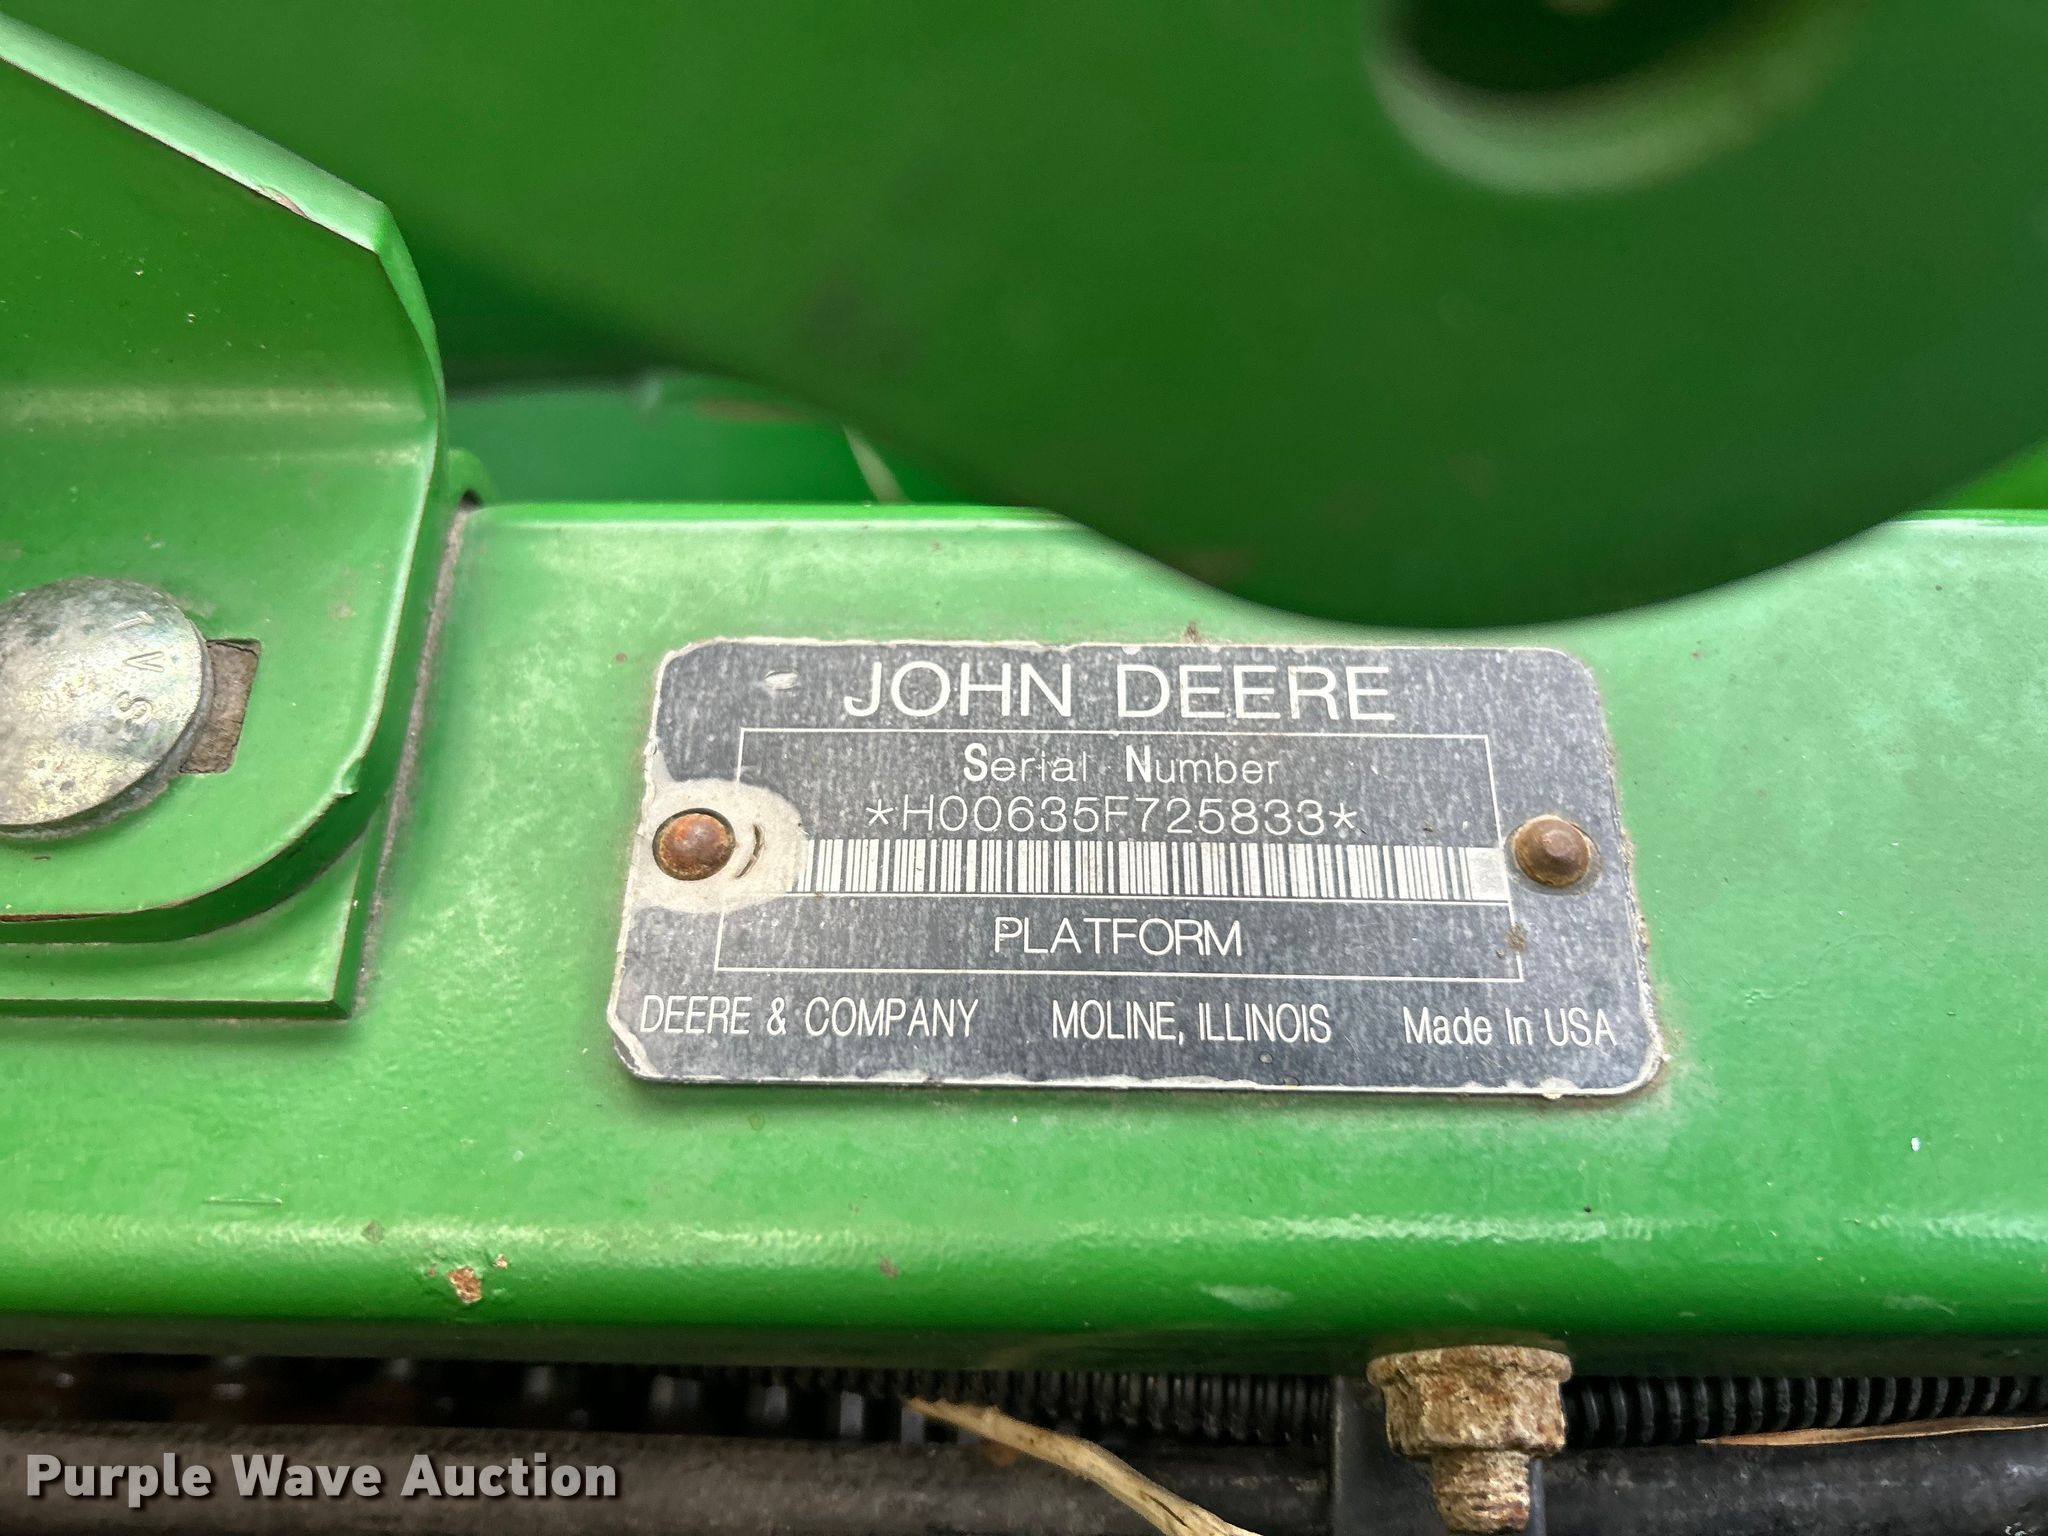 JOHN DEERE
Serial Number
*H00635F725833*
PLATFORM
DEERE & COMPANY MOLINE, ILLINOIS Made In USA
Purple Wave Auction